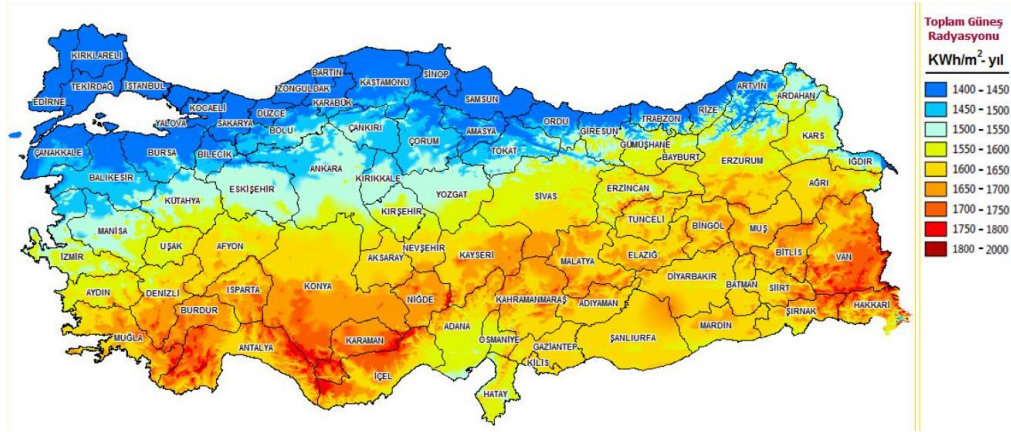 Toplam Güneş
Radyasyonu
KWh/m²- yıl
1400 - 1450
1450 - 1500
1500 - 1550
1550 - 1600
1600 - 1650
1650 - 1700
1700 - 1750
1750 - 1800
1800 - 2000
KIRKLARELİ
TEKİRDAĞ
İSTANBUL
EDİRNE
KOCAELİ
YALOVA
SAKARYA
DÜZCE
ZONGULDAK
BARTIN
KARABÜK
KASTAMONU
SİNOP
SAMSUN
BOLU
ÇANKIRI
ÇORUM
AMASYA
TOKAT
ORDU
GİRESUN
TRABZON
GÜMÜŞHANE
RİZE
ARTVİN
ARDAHAN
KARS
BAYBURT
ERZURUM
IĞDIR
ÇANAKKALE
BURSA
BİLECİK
BALIKESİR
ESKİŞEHİR
ANKARA
KIRIKKALE
KÜTAHYA
YOZGAT
SİVAS
ERZİNCAN
AĞRI
KIRŞEHİR
MANİSA
UŞAK
AFYON
İZMİR
NEVŞEHİR
AKSARAY
KAYSERİ
TUNCELİ
BİNGÖL
MUŞ
BİTLİS
VAN
MALATYA
ELAZIĞ
DİYARBAKIR
BATMAN
SİİRT
AYDIN
DENİZLİ
ISPARTA
KONYA
NİĞDE
KAHRAMANMARAŞ
ADIYAMAN
ŞIRNAK
HAKKARİ
BURDUR
MUĞLA
ANTALYA
KARAMAN
ADANA
OSMANİYE
GAZİANTEP
ŞANLIURFA
MARDİN
KİLİS
İÇEL
HATAY